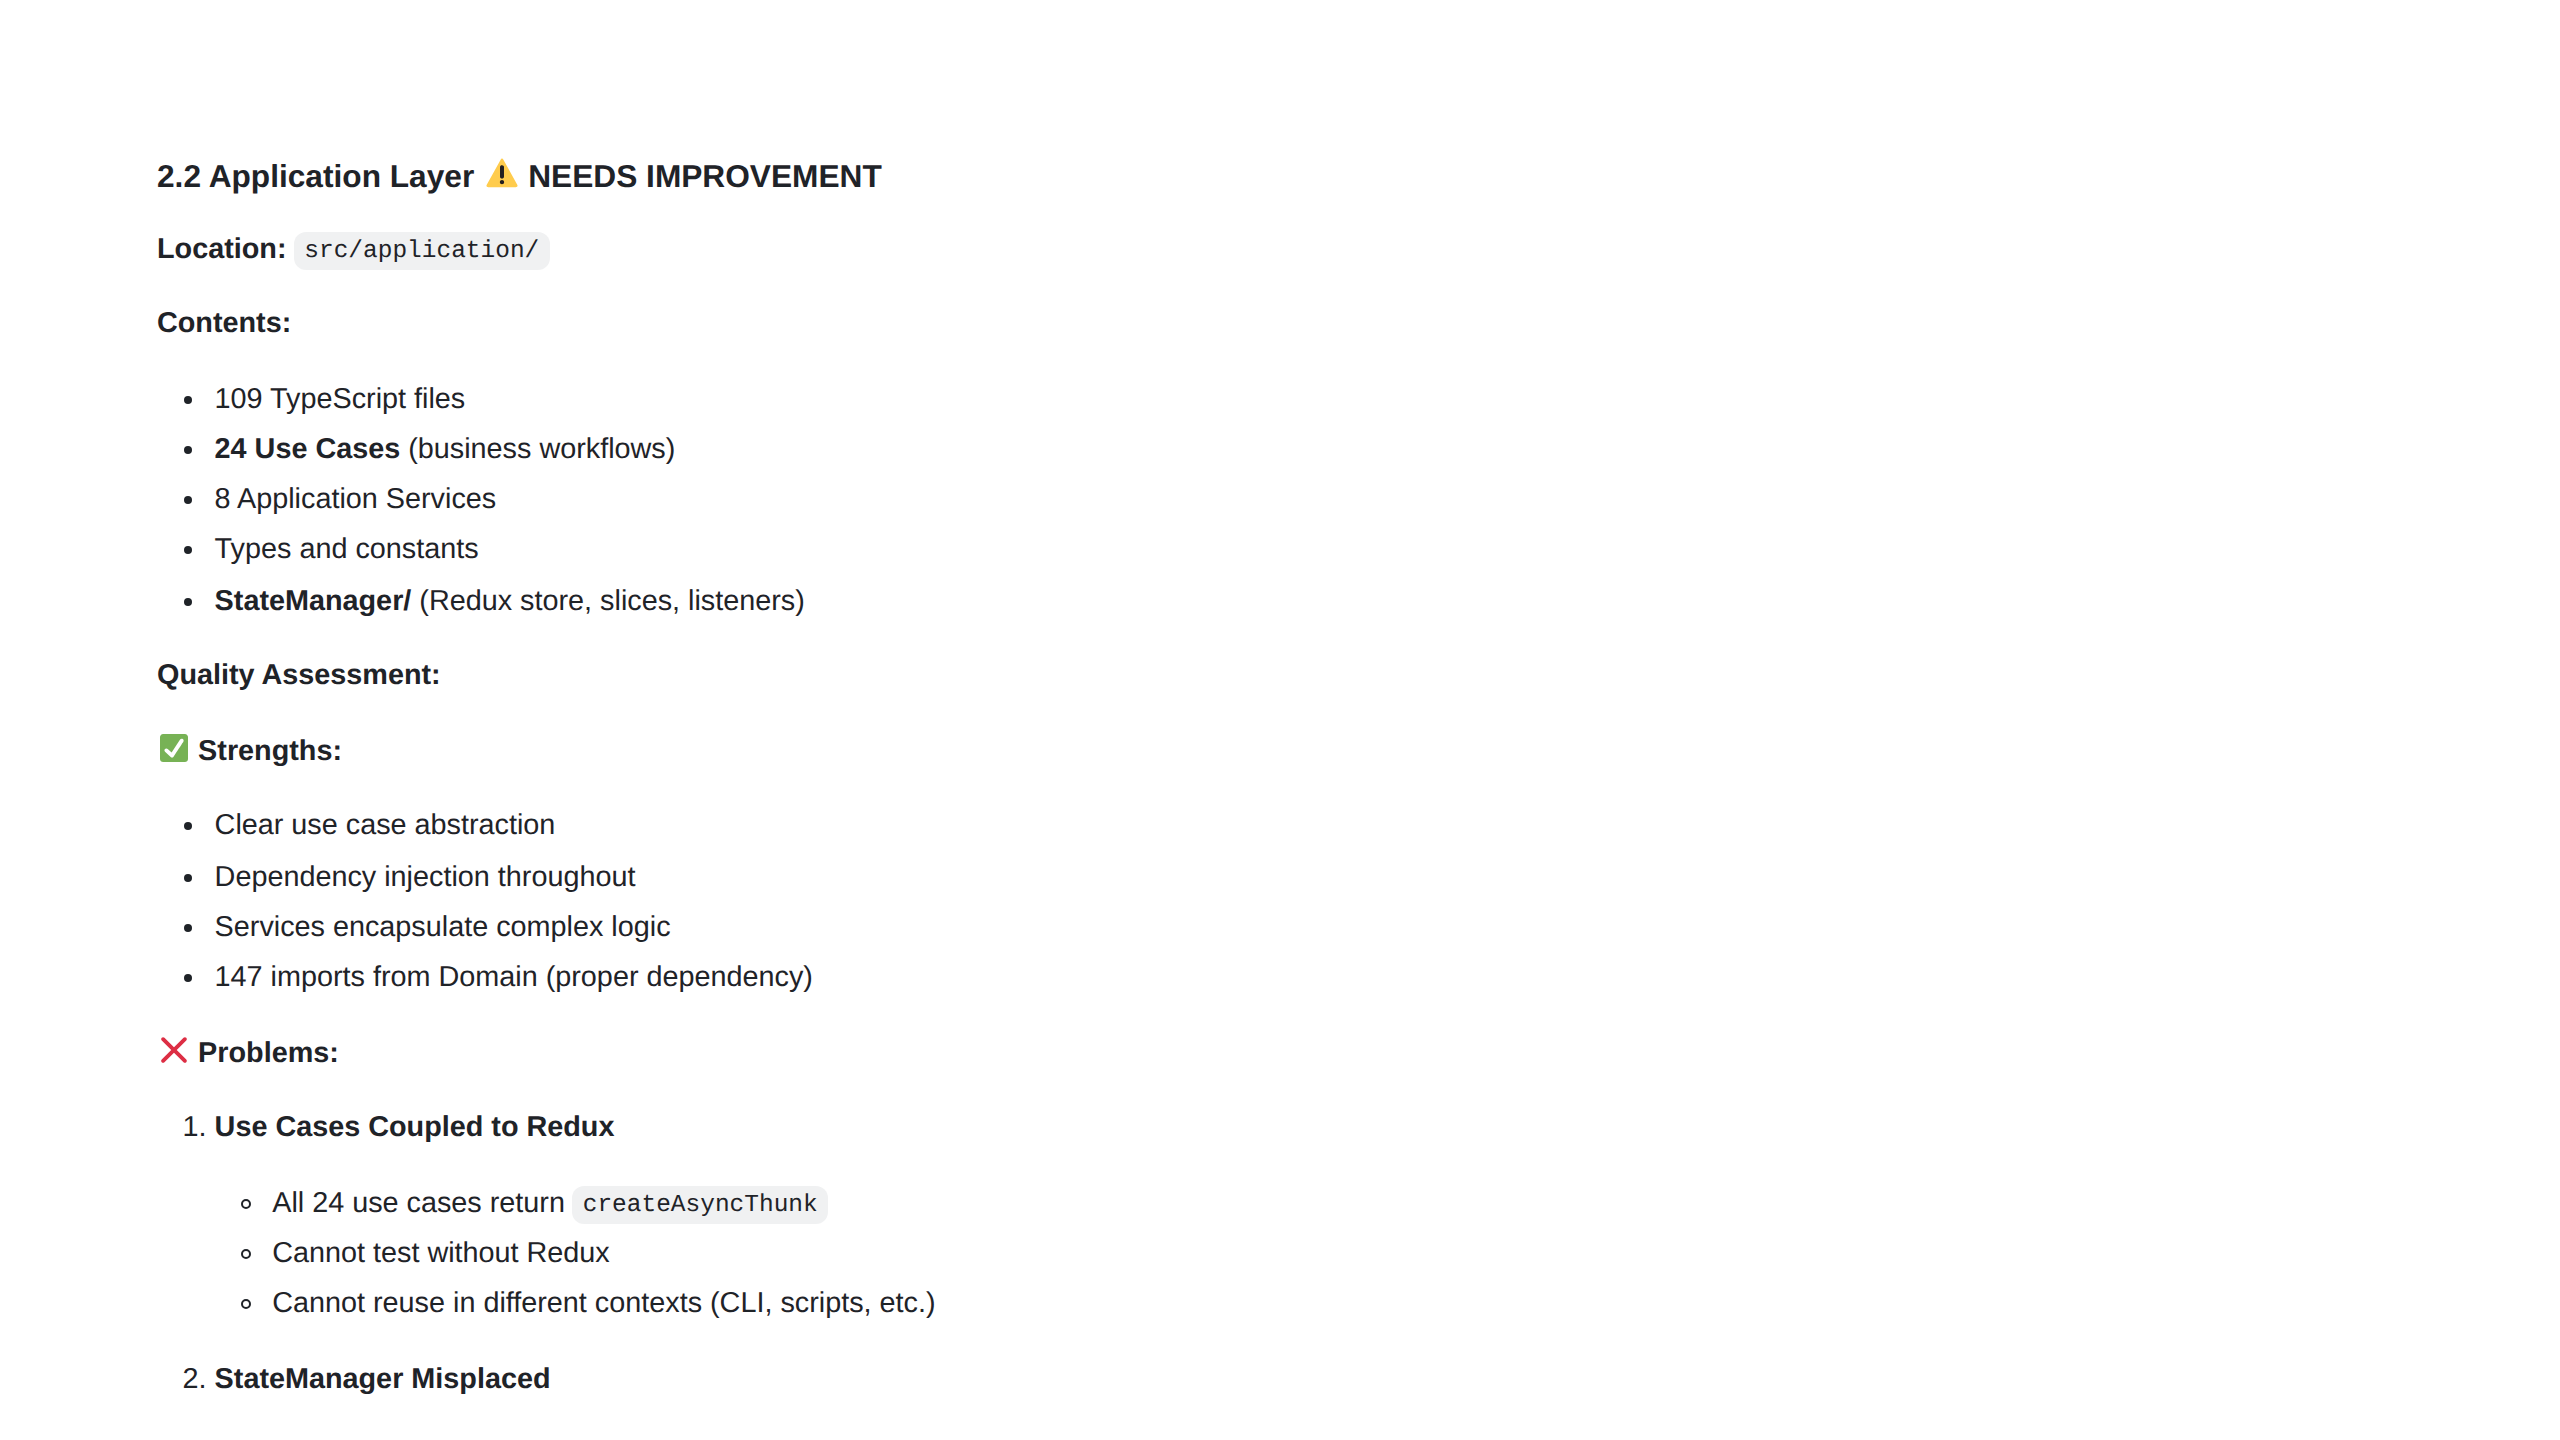 2.2 Application Layer ⚠️ NEEDS IMPROVEMENT
Location: src/application/
Contents:
• 109 TypeScript files
• 24 Use Cases (business workflows)
• 8 Application Services
• Types and constants
• StateManager/ (Redux store, slices, listeners)
Quality Assessment:
✅ Strengths:
• Clear use case abstraction
• Dependency injection throughout
• Services encapsulate complex logic
• 147 imports from Domain (proper dependency)
❌ Problems:
1. Use Cases Coupled to Redux
◦ All 24 use cases return createAsyncThunk
◦ Cannot test without Redux
◦ Cannot reuse in different contexts (CLI, scripts, etc.)
2. StateManager Misplaced